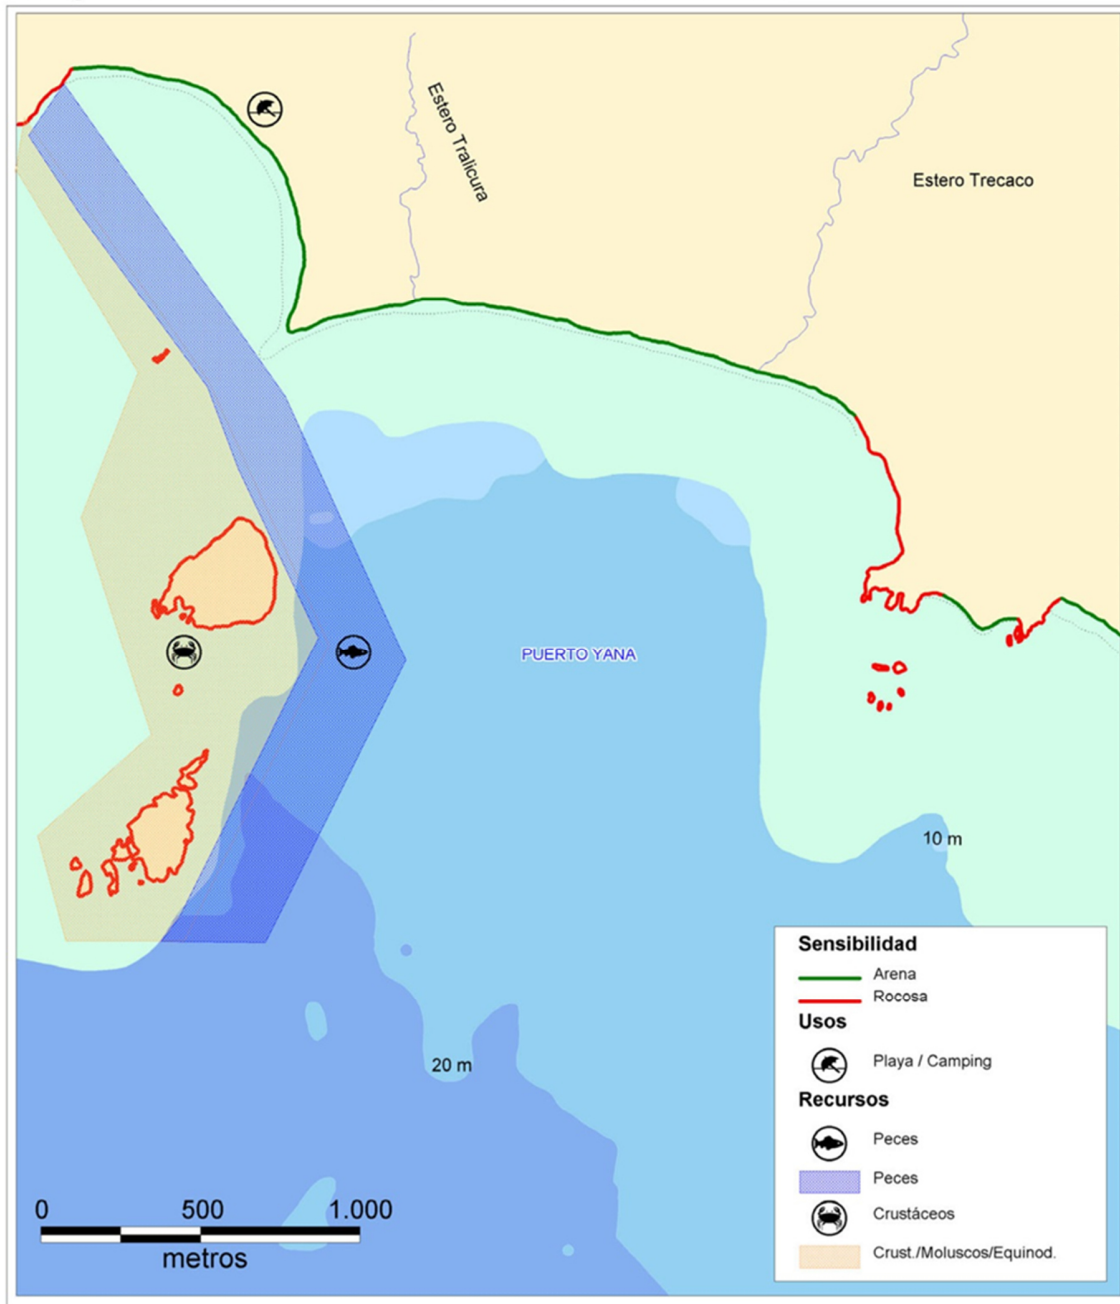 Estero Tralicura
Estero Trecaco
PUERTO YANA
10 m
20 m
0 500 1.000
metros
Sensibilidad
Arena
Rocosa
Usos
Playa / Camping
Recursos
Peces
Peces
Crustáceos
Crust./Moluscos/Equinod.